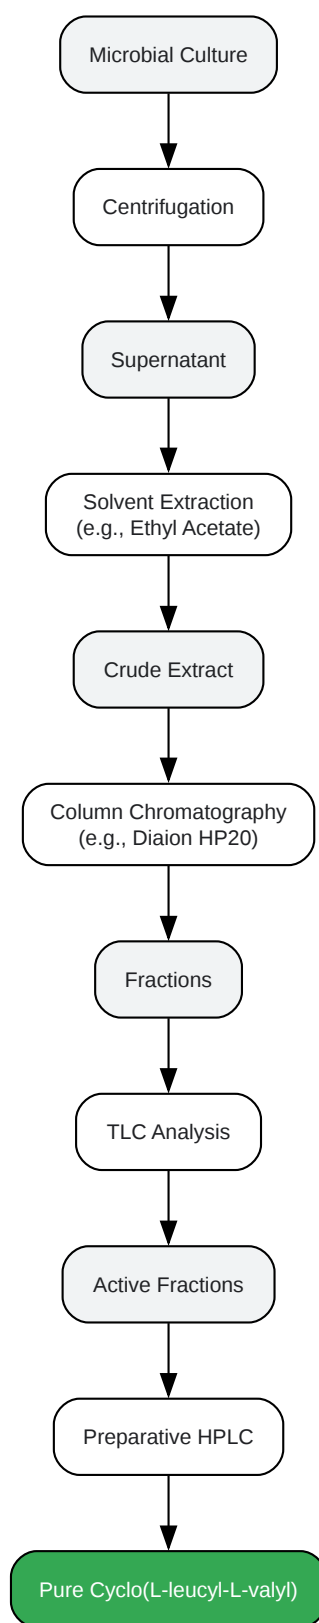 Microbial Culture
Centrifugation
Supernatant
Solvent Extraction
(e.g., Ethyl Acetate)
Crude Extract
Column Chromatography
(e.g., Diaion HP20)
Fractions
TLC Analysis
Active Fractions
Preparative HPLC
Pure Cyclo(L-leucyl-L-valyl)